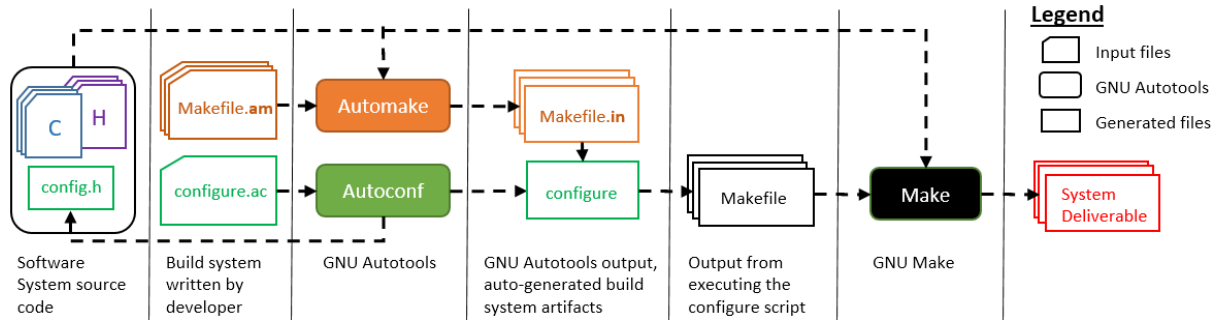 Legend
Input files
GNU Autotools
Generated files
C
H
config.h
Makefile.am
configure.ac
Automake
Autoconf
Makefile.in
configure
Makefile
Make
System
Deliverable
Software
System source
code
Build system
written by
developer
GNU Autotools
GNU Autotools output,
auto-generated build
system artifacts
Output from
executing the
configure script
GNU Make